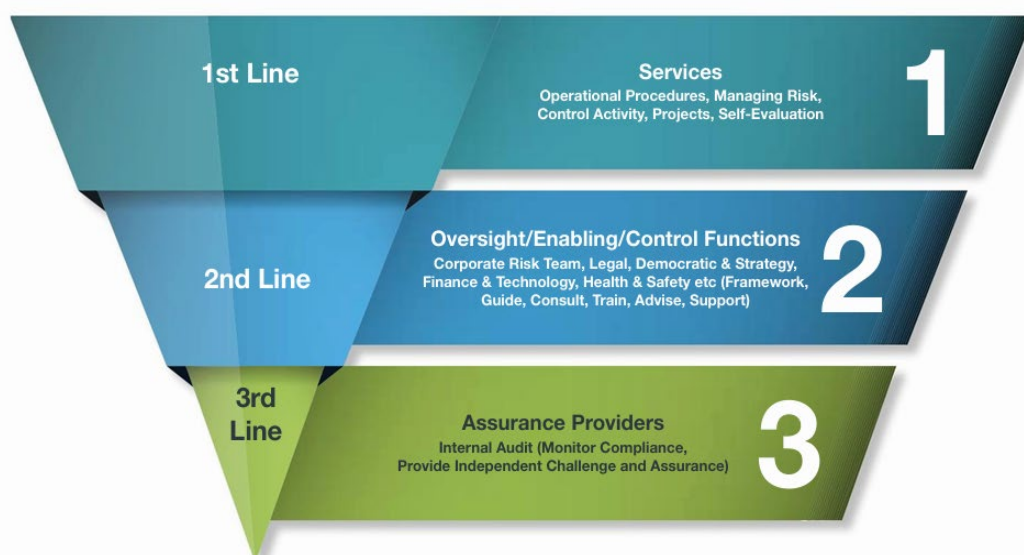 1st Line
Services
Operational Procedures, Managing Risk,
Control Activity, Projects, Self-Evaluation
1
2nd Line
Oversight/Enabling/Control Functions
Corporate Risk Team, Legal, Democratic & Strategy,
Finance & Technology, Health & Safety etc (Framework,
Guide, Consult, Train, Advise, Support)
2
3rd
Line
Assurance Providers
Internal Audit (Monitor Compliance,
Provide Independent Challenge and Assurance)
3